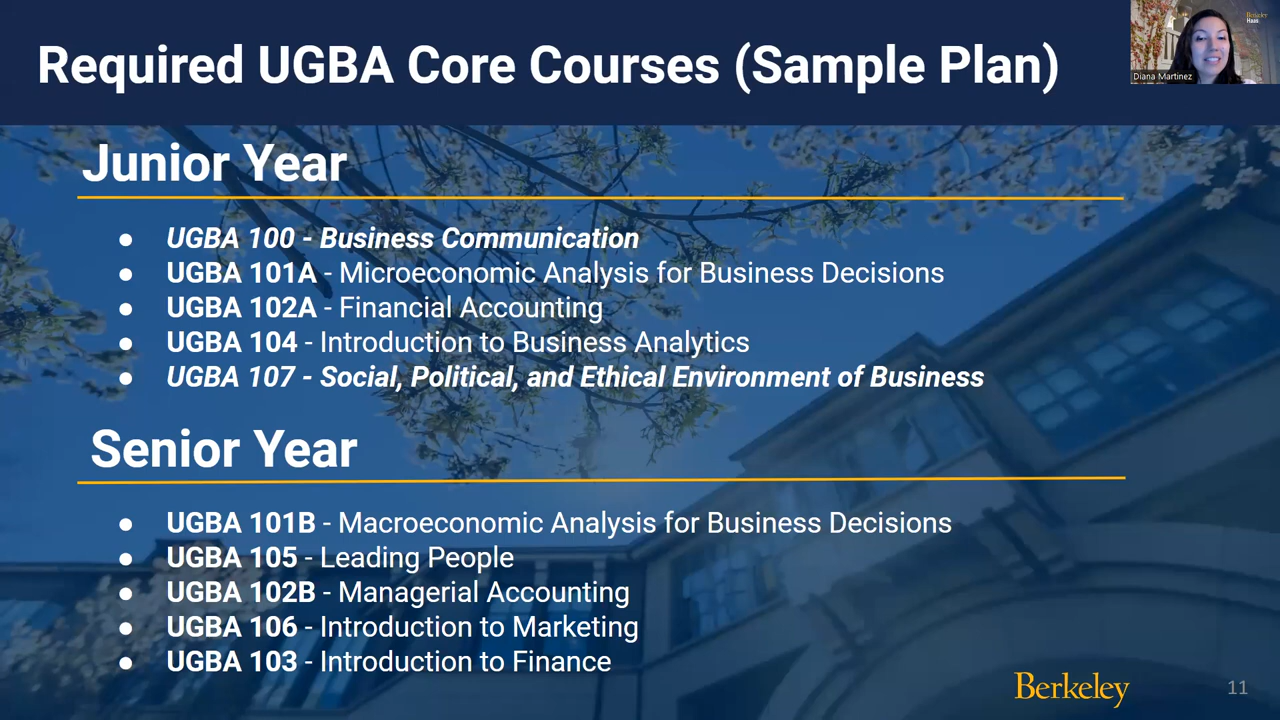 Required UGBA Core Courses (Sample Plan)
Berkeley
Haas
Diana Martinez
Junior Year
● UGBA 100 - Business Communication
● UGBA 101A - Microeconomic Analysis for Business Decisions
● UGBA 102A - Financial Accounting
● UGBA 104 - Introduction to Business Analytics
● UGBA 107 - Social, Political, and Ethical Environment of Business
Senior Year
● UGBA 101B - Macroeconomic Analysis for Business Decisions
● UGBA 105 - Leading People
● UGBA 102B - Managerial Accounting
● UGBA 106 - Introduction to Marketing
● UGBA 103 - Introduction to Finance
Berkeley
11